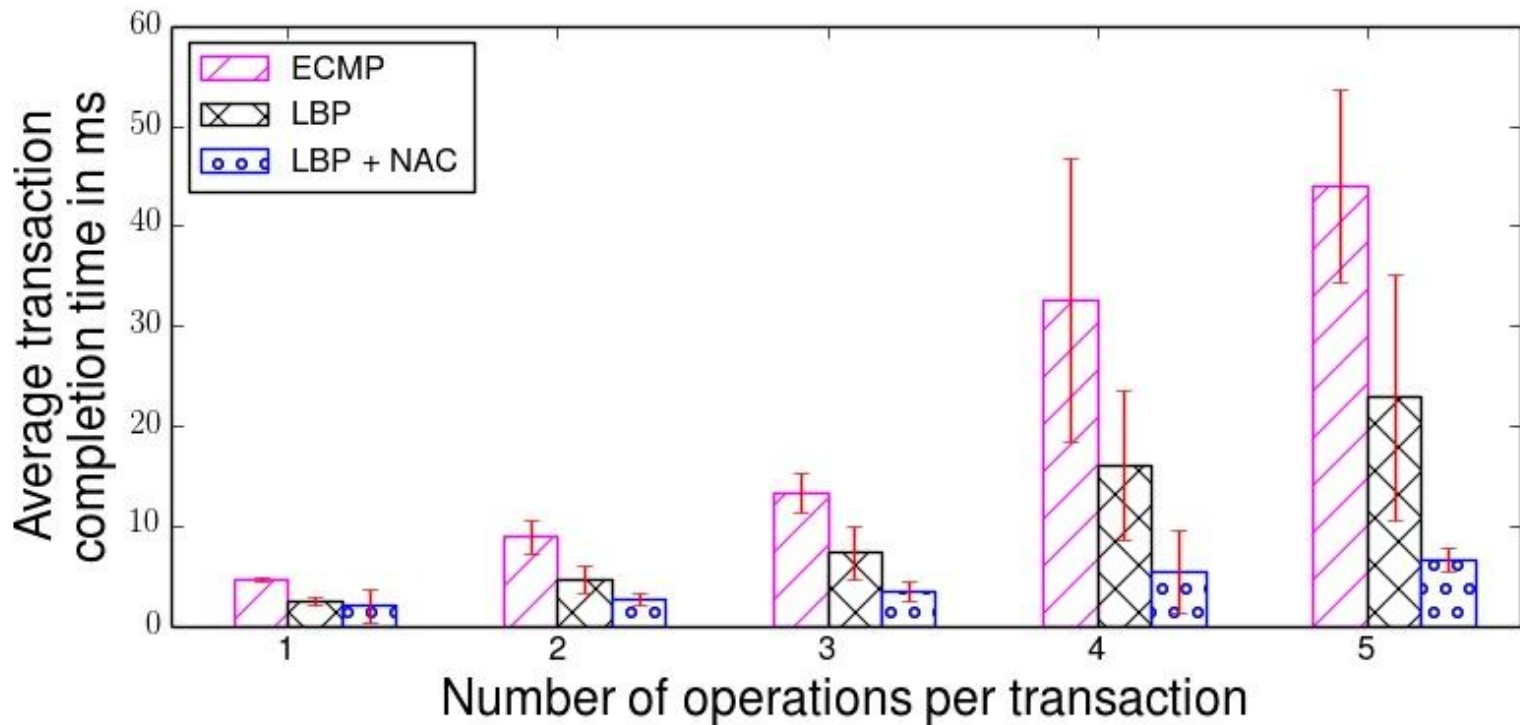 Average transaction
completion time in ms
60
50
40
30
20
10
0
ECMP
LBP
LBP + NAC
1 2 3 4 5
Number of operations per transaction